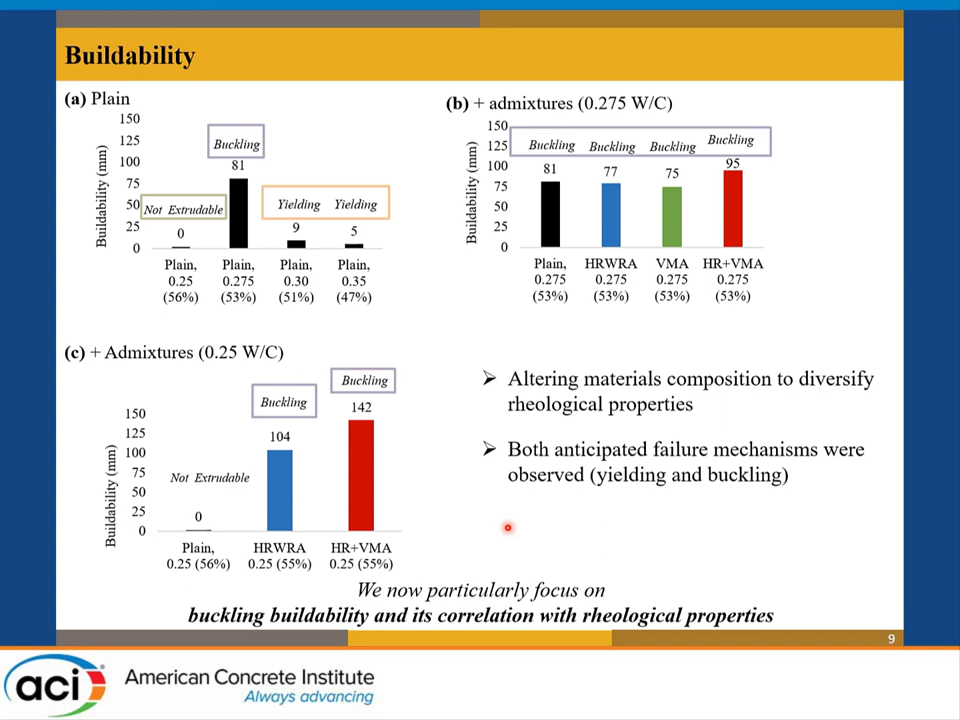 Buildability
(a) Plain
Buildability (mm)
150
125
100
75
50
25
0
Not Extrudable
Buckling
Yielding Yielding
0
81
9
5
Plain,
0.25
(56%)
Plain,
0.275
(53%)
Plain,
0.30
(51%)
Plain,
0.35
(47%)
(b) + admixtures (0.275 W/C)
Buildability (mm)
150
125
100
75
50
25
0
Buckling Buckling Buckling Buckling
81
77
75
95
Plain,
0.275
(53%)
HRWRA
0.275
(53%)
VMA
0.275
(53%)
HR+VMA
0.275
(53%)
(c) + Admixtures (0.25 W/C)
Buildability (mm)
150
125
100
75
50
25
0
Not Extrudable
Buckling
Buckling
0
104
142
Plain,
0.25 (56%)
HRWRA
0.25 (55%)
HR+VMA
0.25 (55%)
➢ Altering materials composition to diversify
rheological properties
➢ Both anticipated failure mechanisms were
observed (yielding and buckling)
We now particularly focus on
buckling buildability and its correlation with rheological properties
9
aci
American Concrete Institute
Always advancing